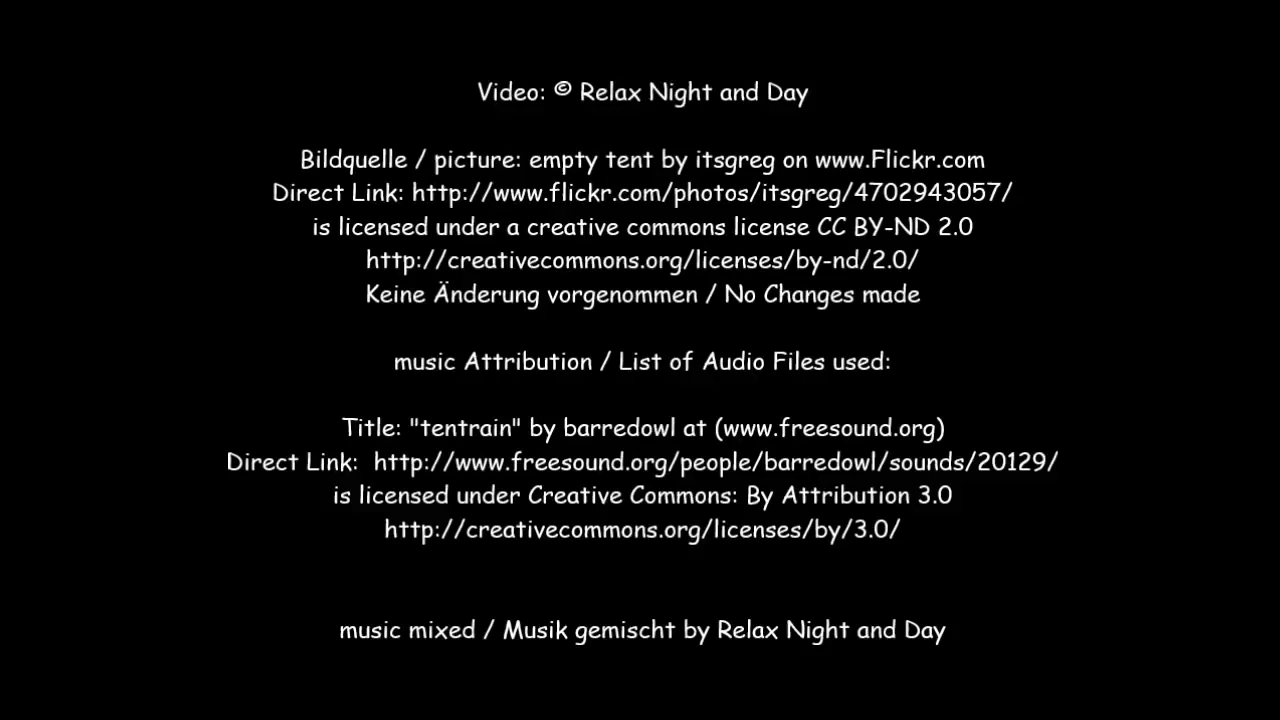 Video: © Relax Night and Day
Bildquelle / picture: empty tent by itsgreg on www.Flickr.com
Direct Link: http://www.flickr.com/photos/itsgreg/4702943057/
is licensed under a creative commons license CC BY-ND 2.0
http://creativecommons.org/licenses/by-nd/2.0/
Keine Änderung vorgenommen / No Changes made
music Attribution / List of Audio Files used:
Title: "tentrain" by barredowl at (www.freesound.org)
Direct Link:  http://www.freesound.org/people/barredowl/sounds/20129/
is licensed under Creative Commons: By Attribution 3.0
http://creativecommons.org/licenses/by/3.0/
music mixed / Musik gemischt by Relax Night and Day